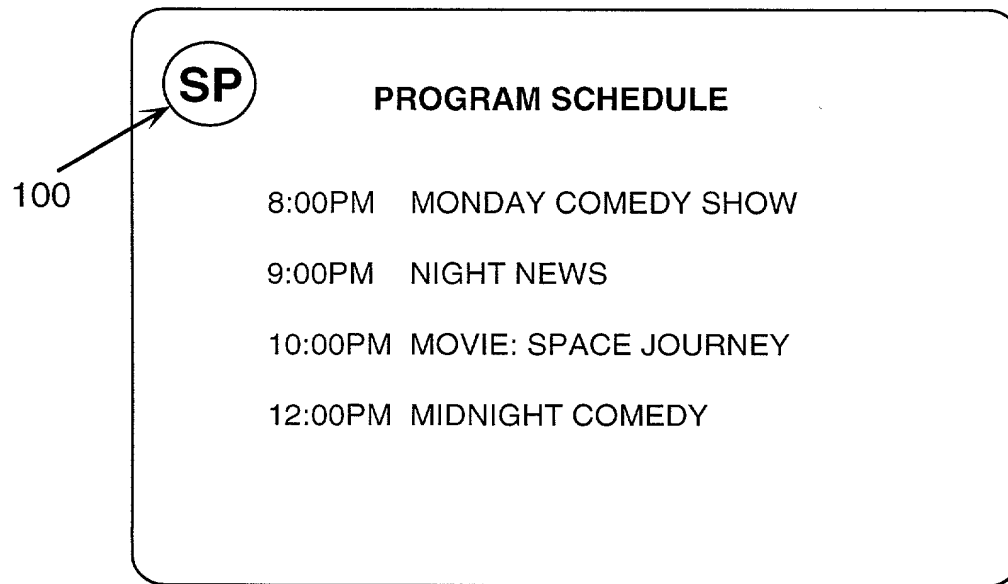 SP
PROGRAM SCHEDULE
100
8:00PM MONDAY COMEDY SHOW
9:00PM NIGHT NEWS
10:00PM MOVIE: SPACE JOURNEY
12:00PM MIDNIGHT COMEDY